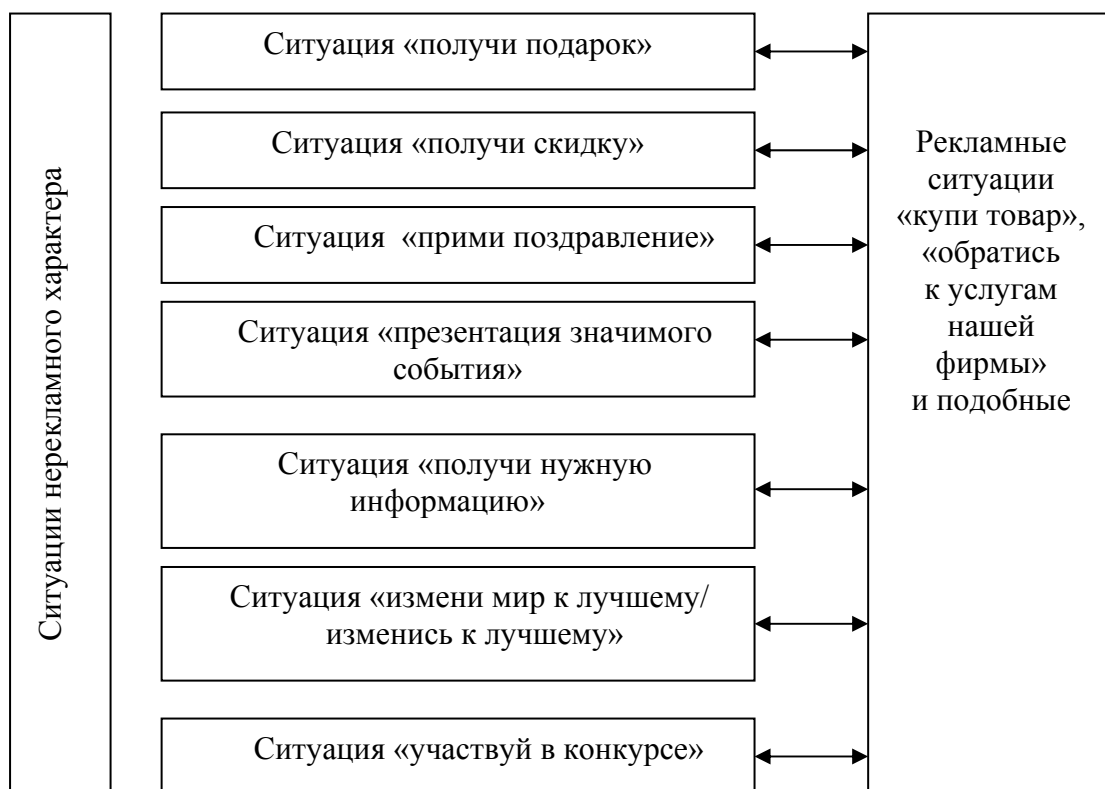 Ситуации нерекламного характера
Ситуация «получи подарок»
Ситуация «получи скидку»
Ситуация «прими поздравление»
Ситуация «презентация значимого
события»
Ситуация «получи нужную
информацию»
Ситуация «измени мир к лучшему/
изменись к лучшему»
Ситуация «участвуй в конкурсе»
Рекламные
ситуации
«купи товар»,
«обратись
к услугам
нашей
фирмы»
и подобные